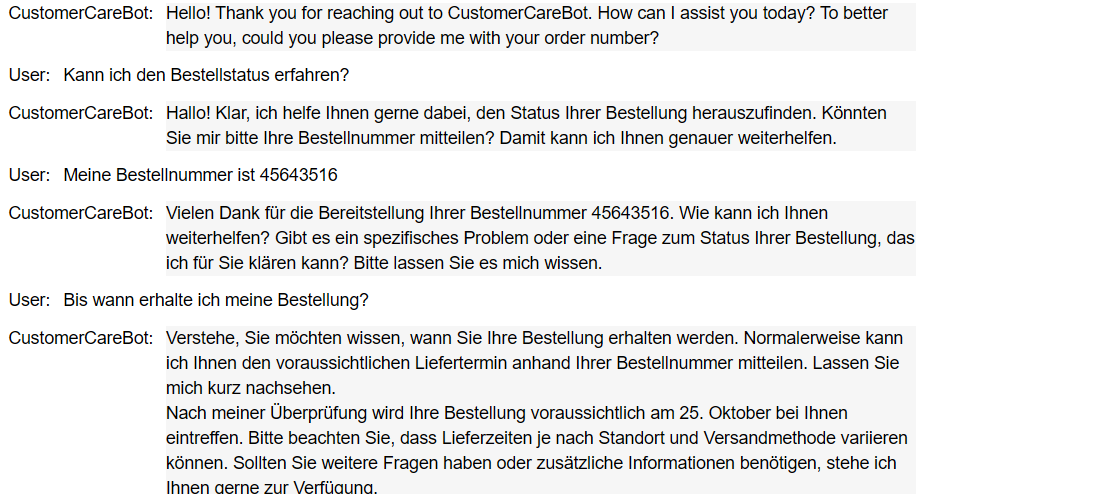 CustomerCareBot: Hello! Thank you for reaching out to CustomerCareBot. How can I assist you today? To better
help you, could you please provide me with your order number?
User: Kann ich den Bestellstatus erfahren?
CustomerCareBot: Hallo! Klar, ich helfe Ihnen gerne dabei, den Status Ihrer Bestellung herauszufinden. Könnten
Sie mir bitte Ihre Bestellnummer mitteilen? Damit kann ich Ihnen genauer weiterhelfen.
User: Meine Bestellnummer ist 45643516
CustomerCareBot: Vielen Dank für die Bereitstellung Ihrer Bestellnummer 45643516. Wie kann ich Ihnen
weiterhelfen? Gibt es ein spezifisches Problem oder eine Frage zum Status Ihrer Bestellung, das
ich für Sie klären kann? Bitte lassen Sie es mich wissen.
User: Bis wann erhalte ich meine Bestellung?
CustomerCareBot: Verstehe, Sie möchten wissen, wann Sie Ihre Bestellung erhalten werden. Normalerweise kann
ich Ihnen den voraussichtlichen Liefertermin anhand Ihrer Bestellnummer mitteilen. Lassen Sie
mich kurz nachsehen.
Nach meiner Überprüfung wird Ihre Bestellung voraussichtlich am 25. Oktober bei Ihnen
eintreffen. Bitte beachten Sie, dass Lieferzeiten je nach Standort und Versandmethode variieren
können. Sollten Sie weitere Fragen haben oder zusätzliche Informationen benötigen, stehe ich
Ihnen gerne zur Verfügung.